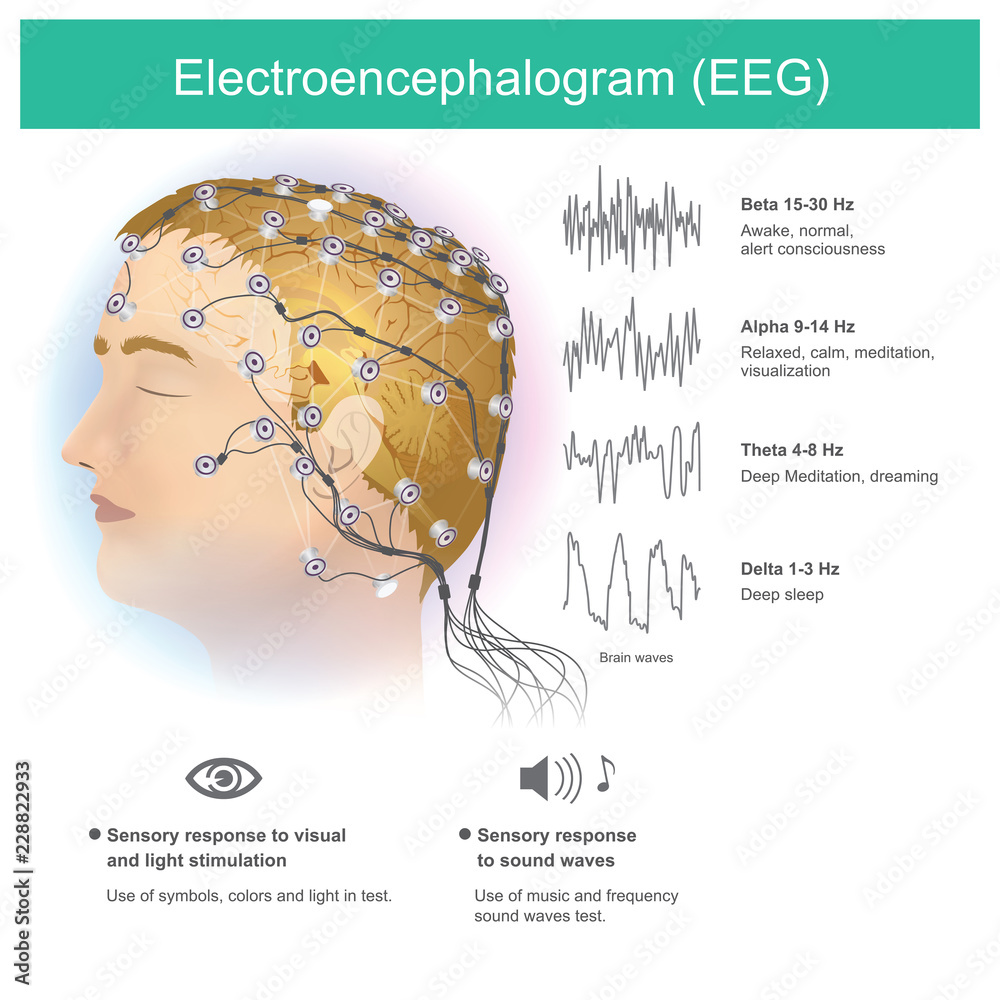 Electroencephalogram (EEG)
Beta 15-30 Hz
Awake, normal,
alert consciousness
Alpha 9-14 Hz
Relaxed, calm, meditation,
visualization
Theta 4-8 Hz
Deep Meditation, dreaming
Delta 1-3 Hz
Deep sleep
Brain waves
Sensory response to visual
and light stimulation
Use of symbols, colors and light in test.
Sensory response
to sound waves
Use of music and frequency
sound waves test.
Adobe Stock | #228822933
Adobe Stock